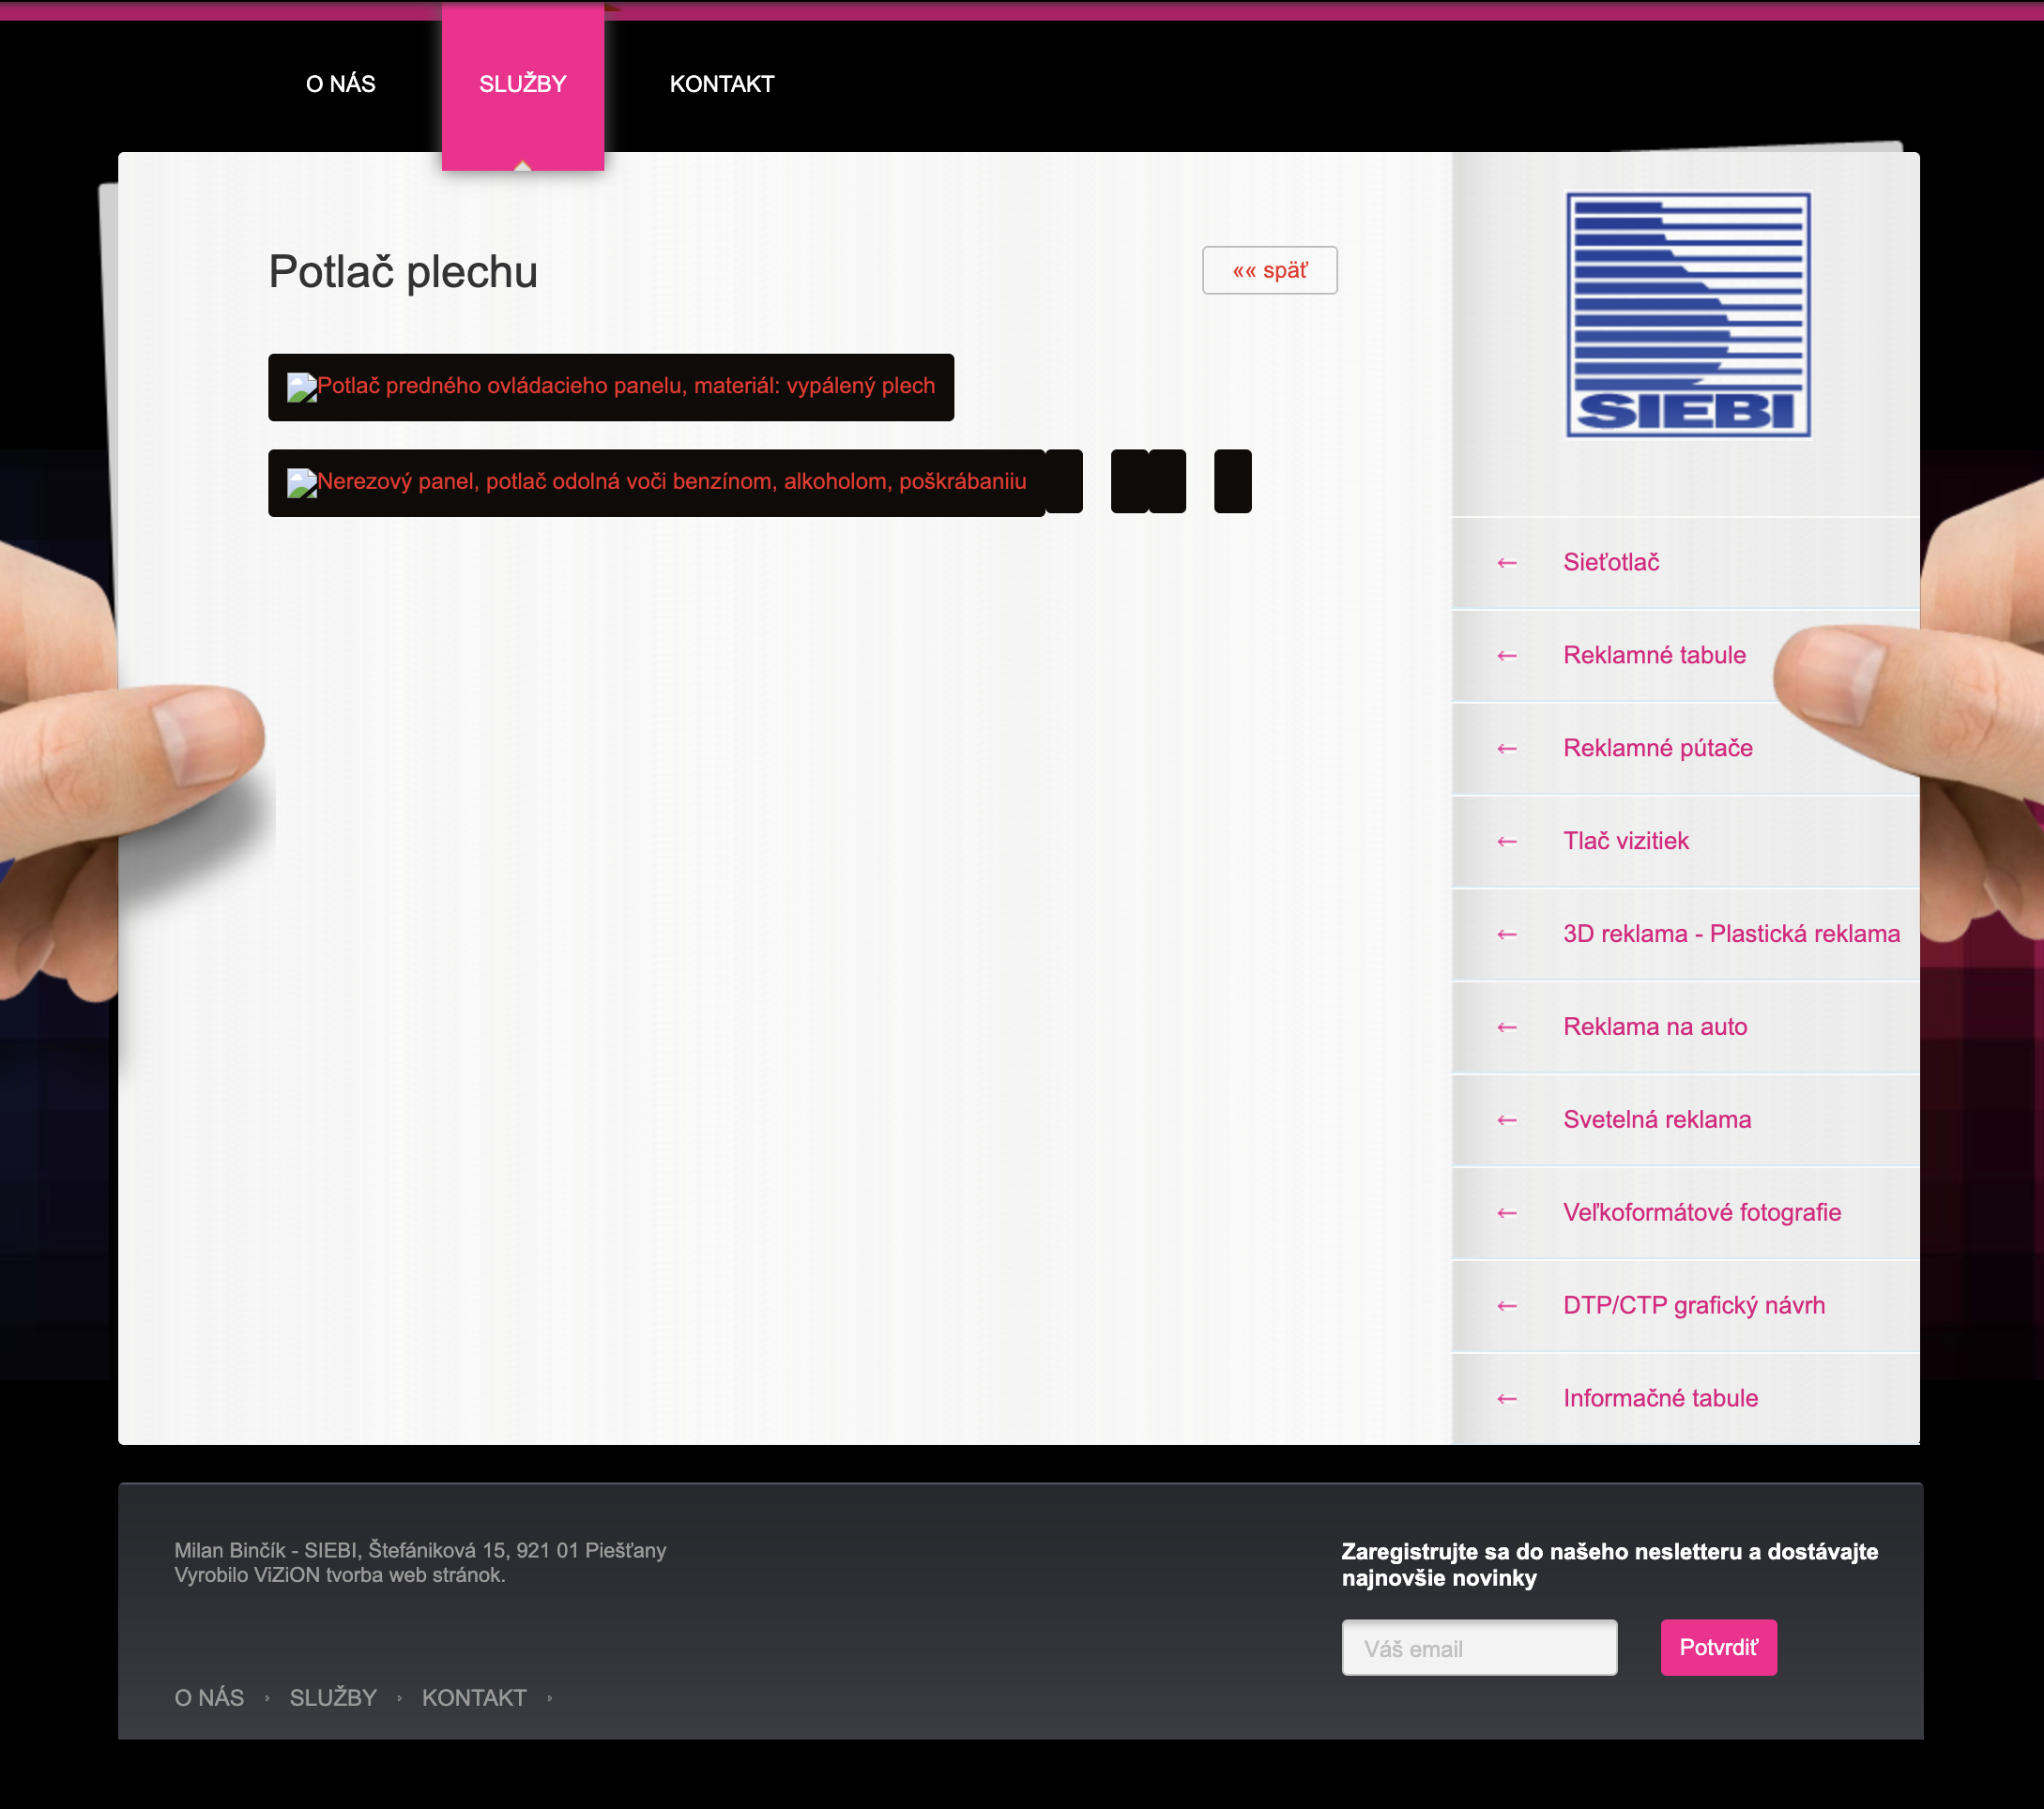 O NÁS
SLUŽBY
KONTAKT
Potlač plechu
«« späť
Potlač predného ovládacieho panelu, materiál: vypálený plech
Nerezový panel, potlač odolná voči benzínom, alkoholom, poškrábaniiu
SIEBI
← Sieťotlač
← Reklamné tabule
← Reklamné pútače
← Tlač vizitiek
← 3D reklama - Plastická reklama
← Reklama na auto
← Svetelná reklama
← Veľkoformátové fotografie
← DTP/CTP grafický návrh
← Informačné tabule
Milan Binčík - SIEBI, Štefániková 15, 921 01 Piešťany
Vyrobilo ViZiON tvorba web stránok.
Zaregistrujte sa do našeho nesletteru a dostávajte
najnovšie novinky
Váš email
Potvrdiť
O NÁS › SLUŽBY › KONTAKT ›